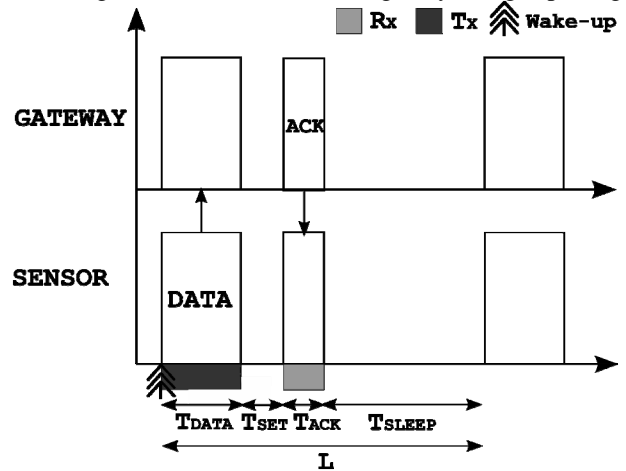 Rx Tx Wake-up
GATEWAY
ACK
SENSOR
DATA
TDATA TSET TACK TSLEEP
L